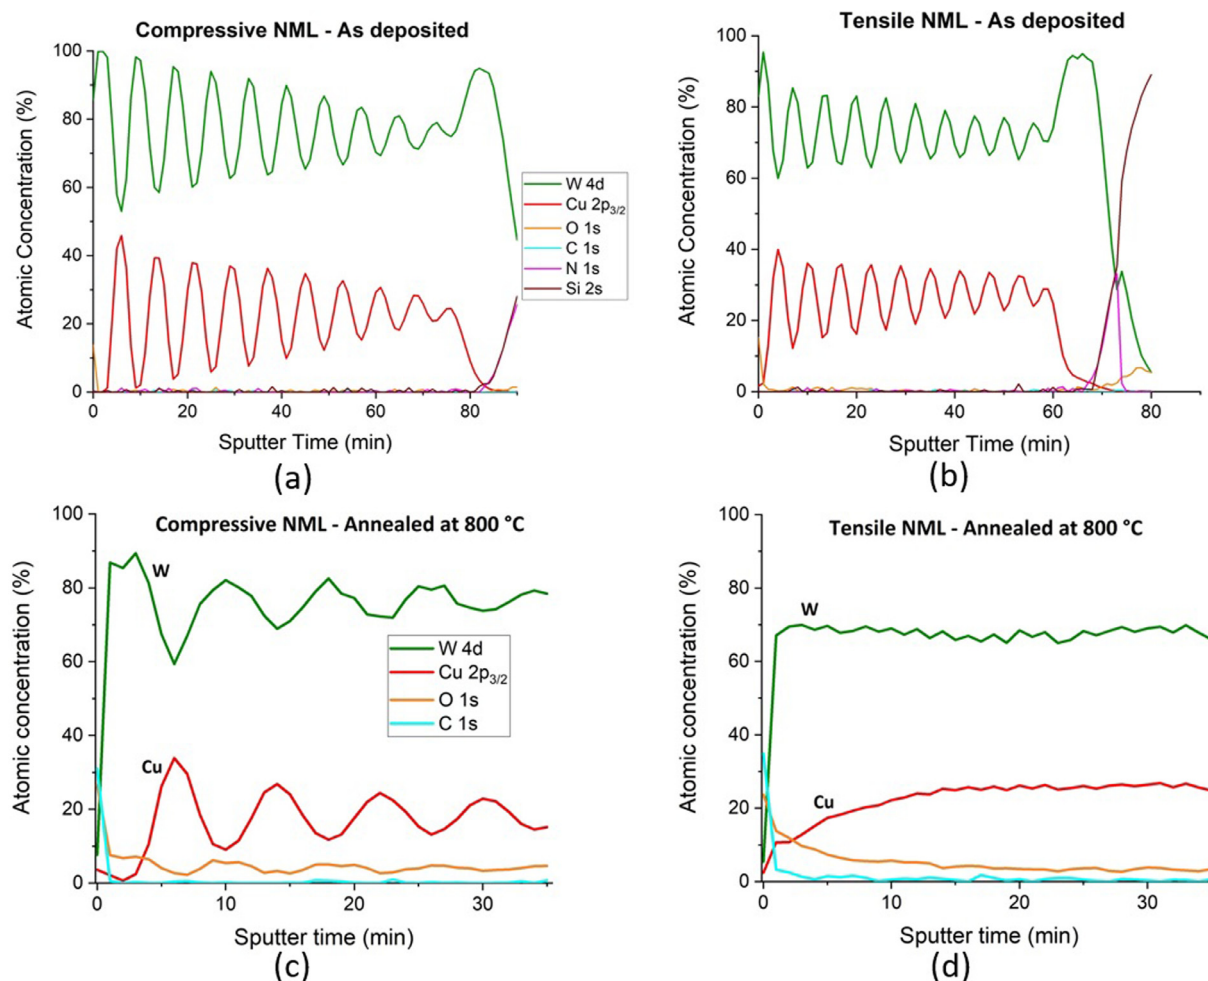 Compressive NML - As deposited
Atomic Concentration (%)
100
80
60
40
20
0
0 20 40 60 80
Sputter Time (min)
(a)
W 4d
Cu 2p3/2
O 1s
C 1s
N 1s
Si 2s
Tensile NML - As deposited
Atomic Concentration (%)
100
80
60
40
20
0
0 20 40 60 80
Sputter Time (min)
(b)
Compressive NML - Annealed at 800 °C
Atomic concentration (%)
100
80
60
40
20
0
W
Cu
W 4d
Cu 2p3/2
O 1s
C 1s
0 10 20 30
Sputter time (min)
(c)
Tensile NML - Annealed at 800 °C
Atomic concentration (%)
100
80
60
40
20
0
W
Cu
0 10 20 30
Sputter time (min)
(d)